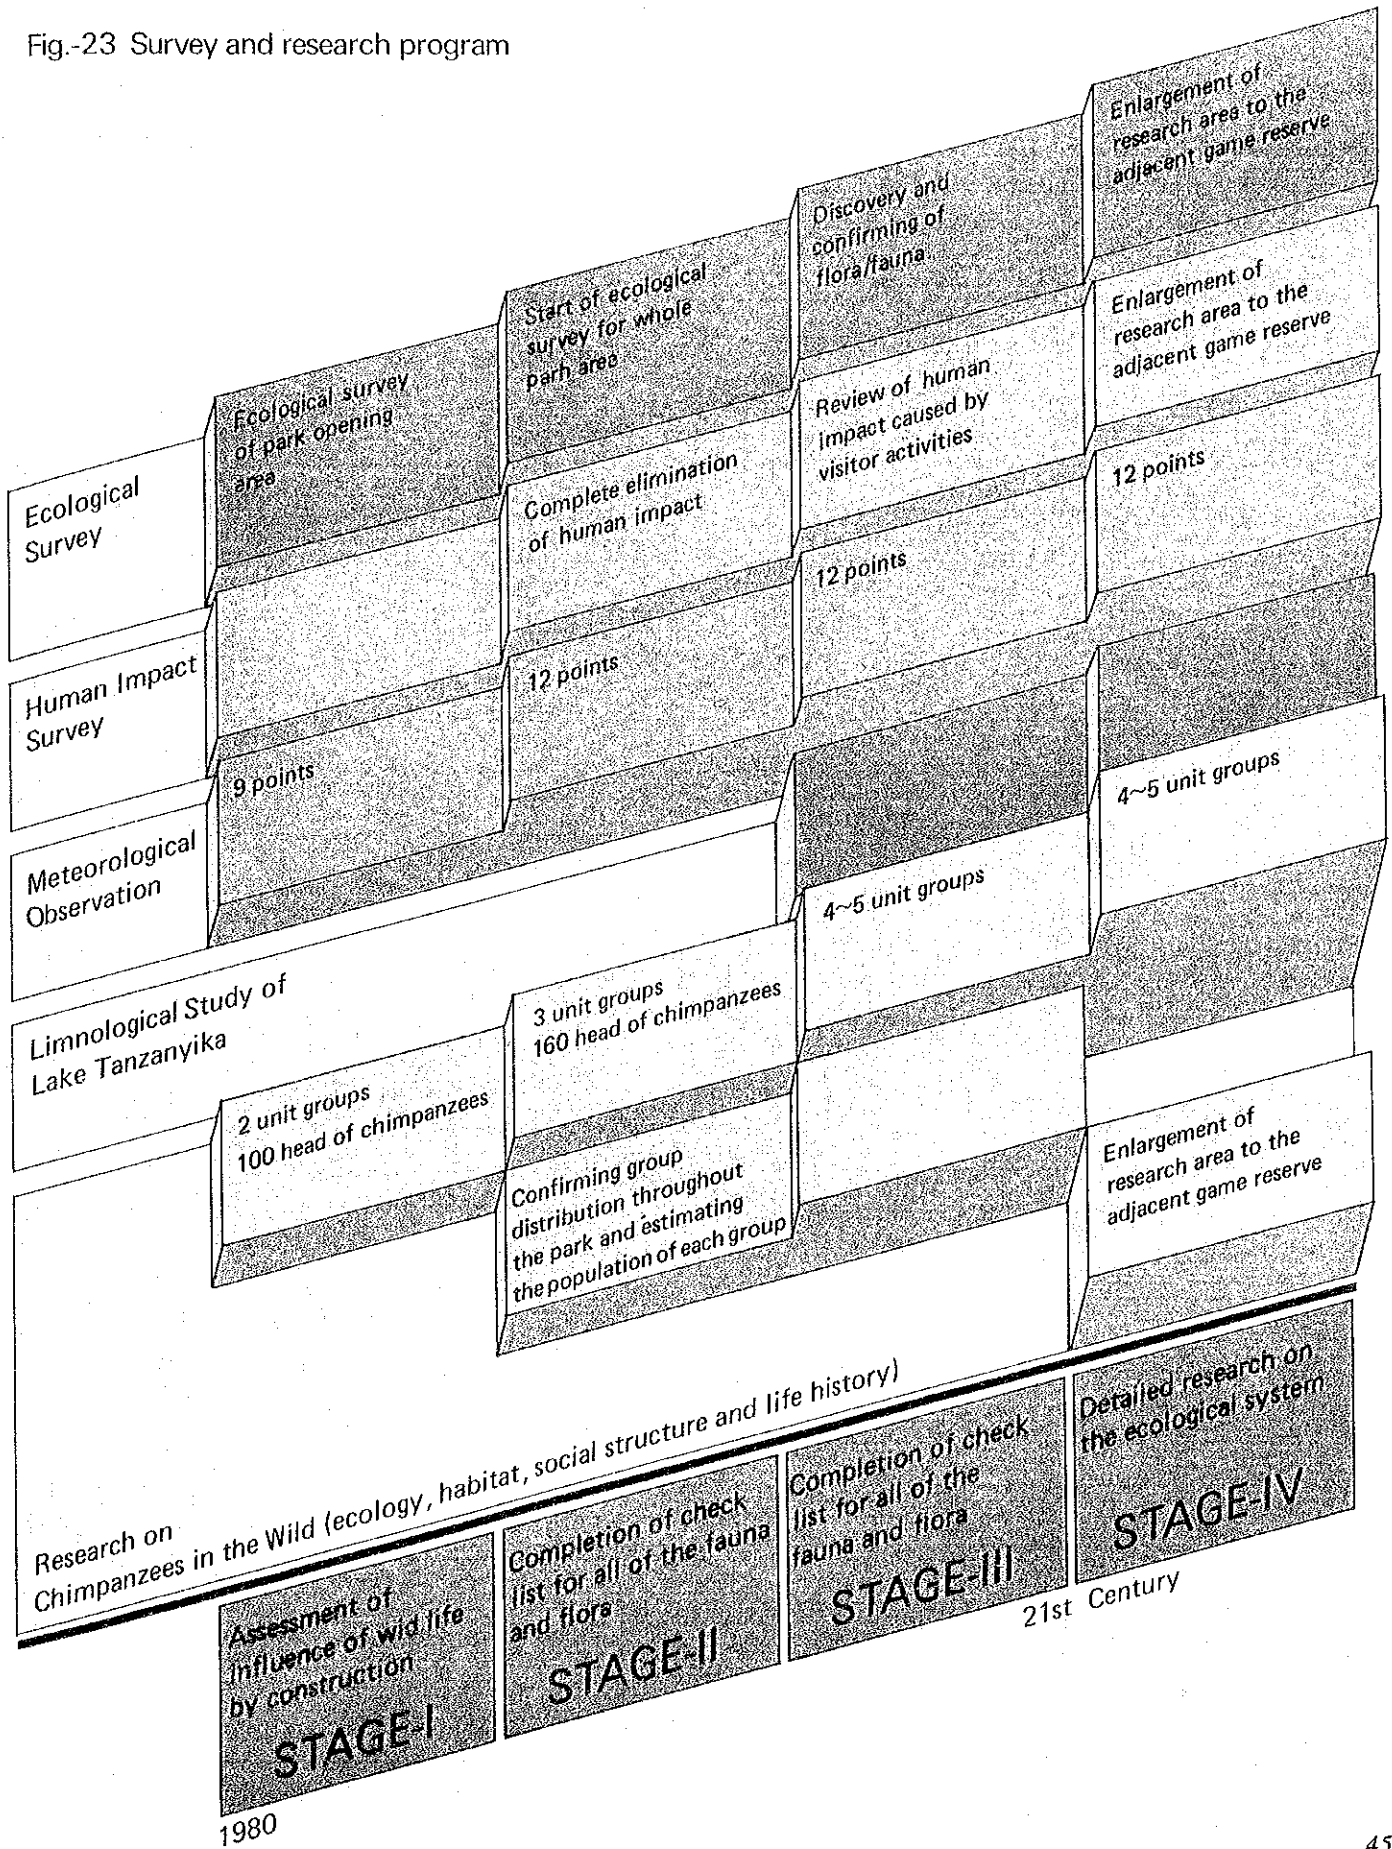 Fig.-23 Survey and research program
Ecological
Survey
Ecological survey
of park opening
area
Start of ecological
survey for whole
parh area
Discovery and
confirming of
flora/fauna
Enlargement of
research area to the
adjacent game reserve
Human Impact
Survey
Complete elimination
of human impact
Review of human
impact caused by
visitor activities
Enlargement of
research area to the
adjacent game reserve
Meteorological
Observation
9 points
12 points
12 points
12 points
Limnological Study of
Lake Tanzanyika
2 unit groups
100 head of chimpanzees
3 unit groups
160 head of chimpanzees
4~5 unit groups
4~5 unit groups
Confirming group
distribution throughout
the park and estimating
the population of each group
Enlargement of
research area to the
adjacent game reserve
Research on
Chimpanzees in the Wild (ecology, habitat, social structure and life history)
Assessment of
influence of wid life
by construction
STAGE-I
Completion of check
list for all of the fauna
and flora
STAGE-II
Completion of check
list for all of the
fauna and flora
STAGE-III
Detailed research on
the ecological system
STAGE-IV
1980
21st Century
45